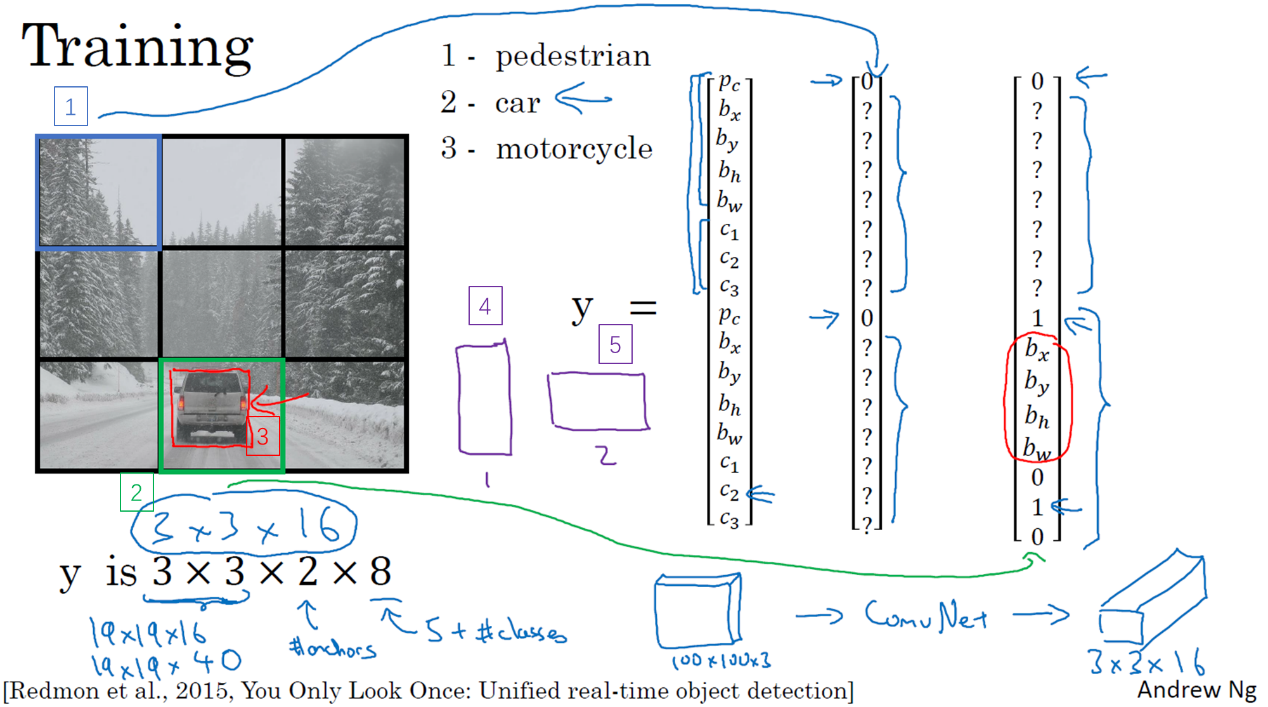 Training
1 - pedestrian
2 - car
3 - motorcycle
1
2
3
4
5
1
2
y =
p_c
b_x
b_y
b_h
b_w
c_1
c_2
c_3
p_c
b_x
b_y
b_h
b_w
c_1
c_2
c_3
0
?
?
?
?
?
?
?
0
?
?
?
?
?
?
?
0
?
?
?
?
?
?
?
1
b_x
b_y
b_h
b_w
0
1
0
3 × 3 × 16
y is 3 × 3 × 2 × 8
19×19×16
19×19×40
#anchors
5 + #classes
100×100×3
ConvNet
3×3×16
[Redmon et al., 2015, You Only Look Once: Unified real-time object detection]
Andrew Ng